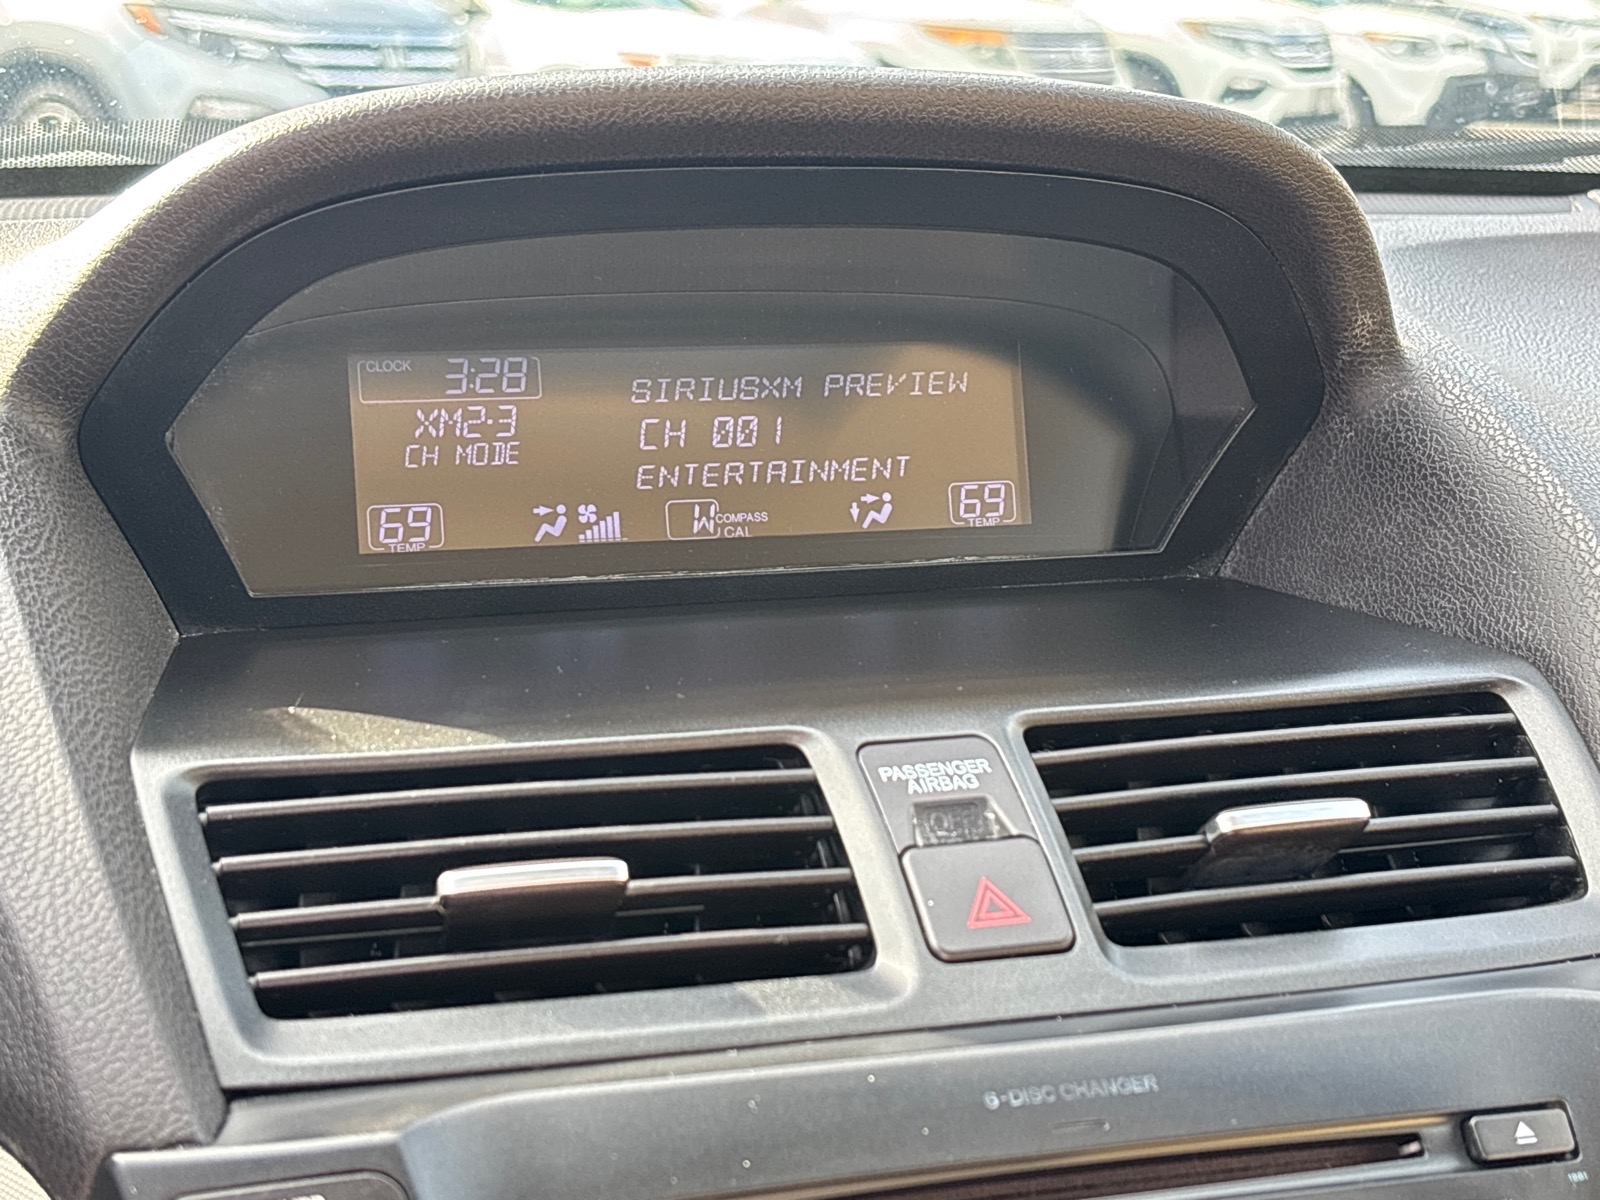 CLOCK 3:28
XM2-3
CH MODE
SIRIUSXM PREVIEW
CH 001
ENTERTAINMENT
69
TEMP
W COMPASS
CAL
69
TEMP
PASSENGER
AIRBAG
OFF
6-DISC CHANGER